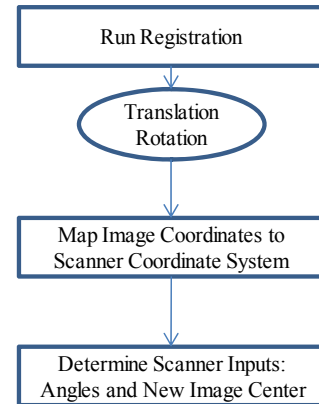 Run Registration
Translation
Rotation
Map Image Coordinates to
Scanner Coordinate System
Determine Scanner Inputs:
Angles and New Image Center